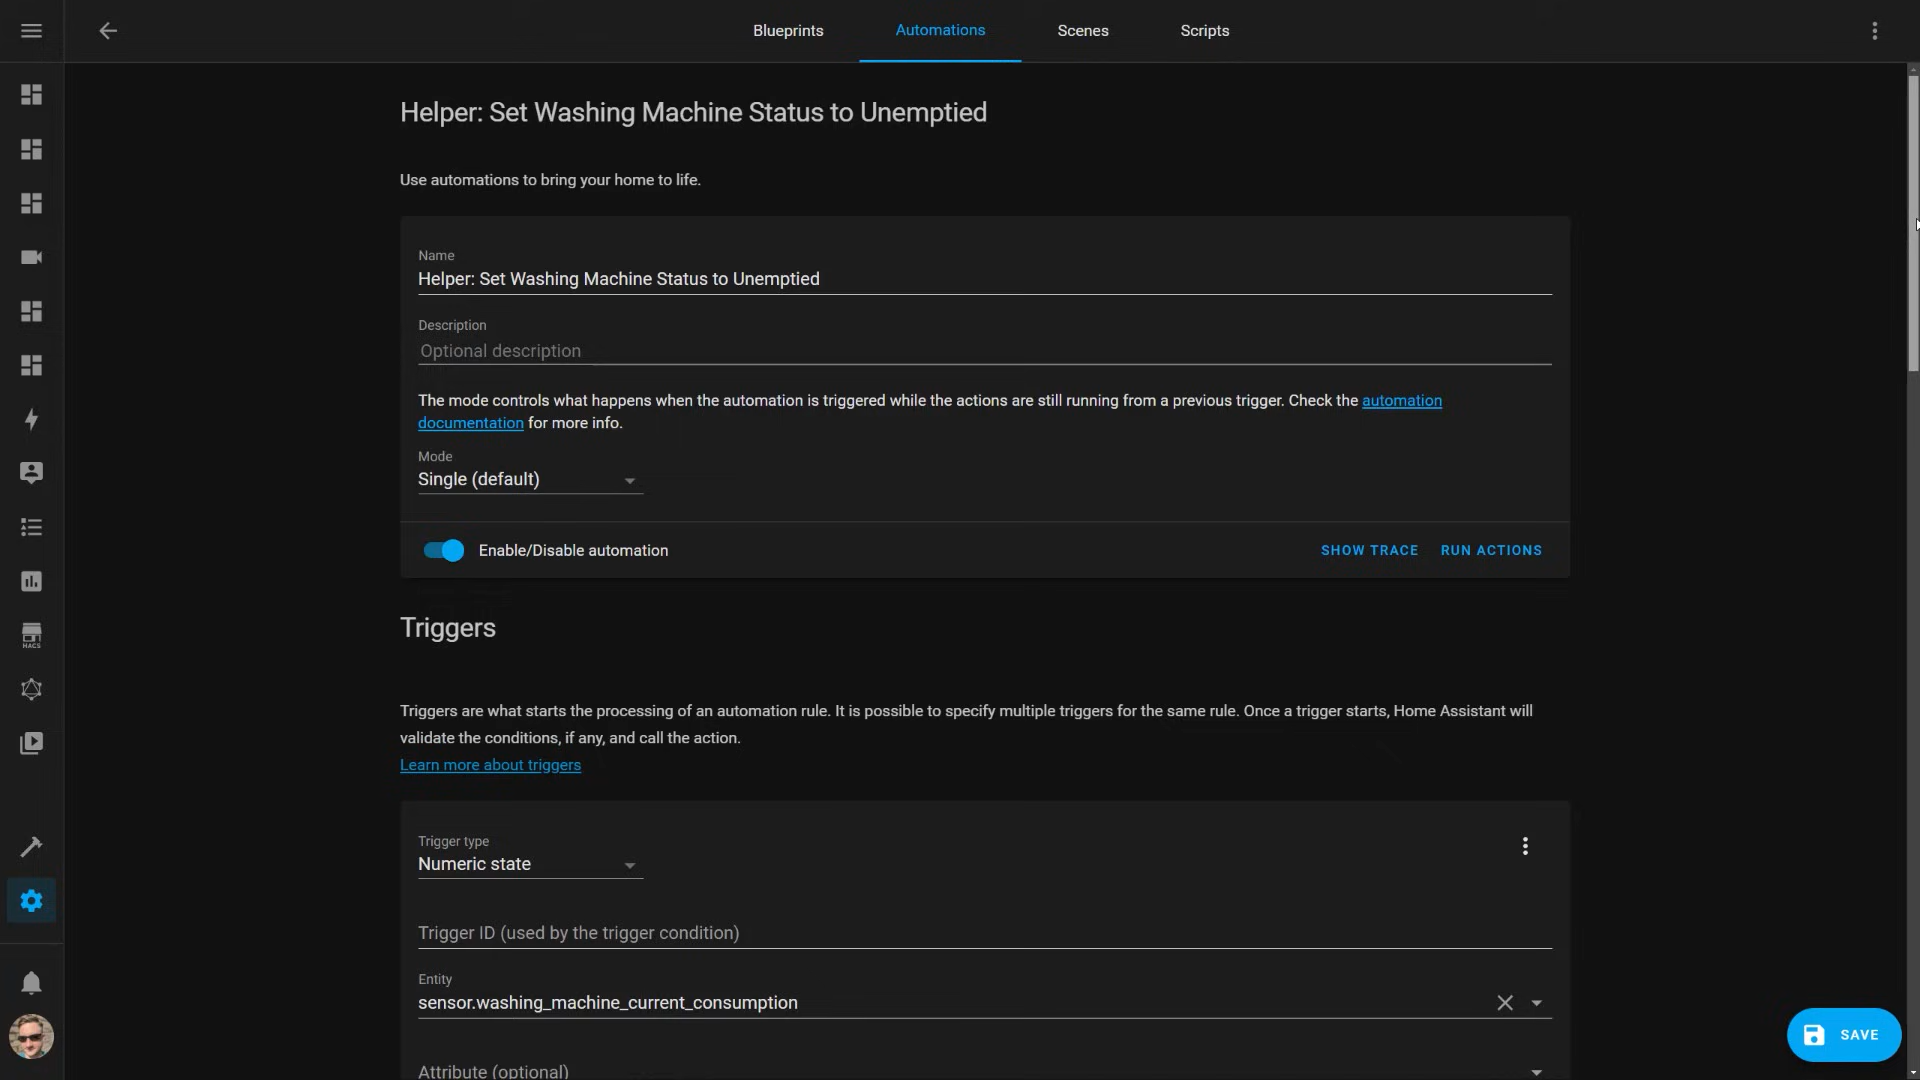 Blueprints
Automations
Scenes
Scripts
Helper: Set Washing Machine Status to Unemptied
Use automations to bring your home to life.
Name
Helper: Set Washing Machine Status to Unemptied
Description
Optional description
The mode controls what happens when the automation is triggered while the actions are still running from a previous trigger. Check the automation
documentation for more info.
Mode
Single (default)
Enable/Disable automation
SHOW TRACE
RUN ACTIONS
HACS
Triggers
Triggers are what starts the processing of an automation rule. It is possible to specify multiple triggers for the same rule. Once a trigger starts, Home Assistant will
validate the conditions, if any, and call the action.
Learn more about triggers
Trigger type
Numeric state
Trigger ID (used by the trigger condition)
Entity
sensor.washing_machine_current_consumption
SAVE
Attribute (optional)